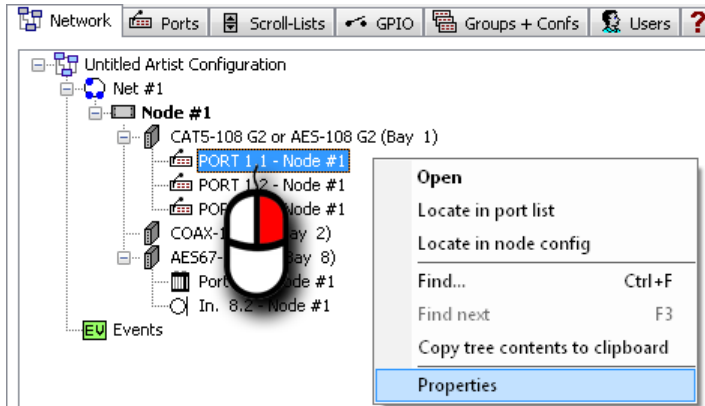 Network Ports Scroll-Lists GPIO Groups + Confs Users ?
Untitled Artist Configuration
Net #1
Node #1
CAT5-108 G2 or AES-108 G2 (Bay 1)
PORT 1.1 - Node #1
PORT 1.2 - Node #1
Node #1
COAX-1 ay 2)
AES67- Bay 8)
Port de #1
In. 8.2 - Node #1
EV Events
Open
Locate in port list
Locate in node config
Find... Ctrl+F
Find next F3
Copy tree contents to clipboard
Properties